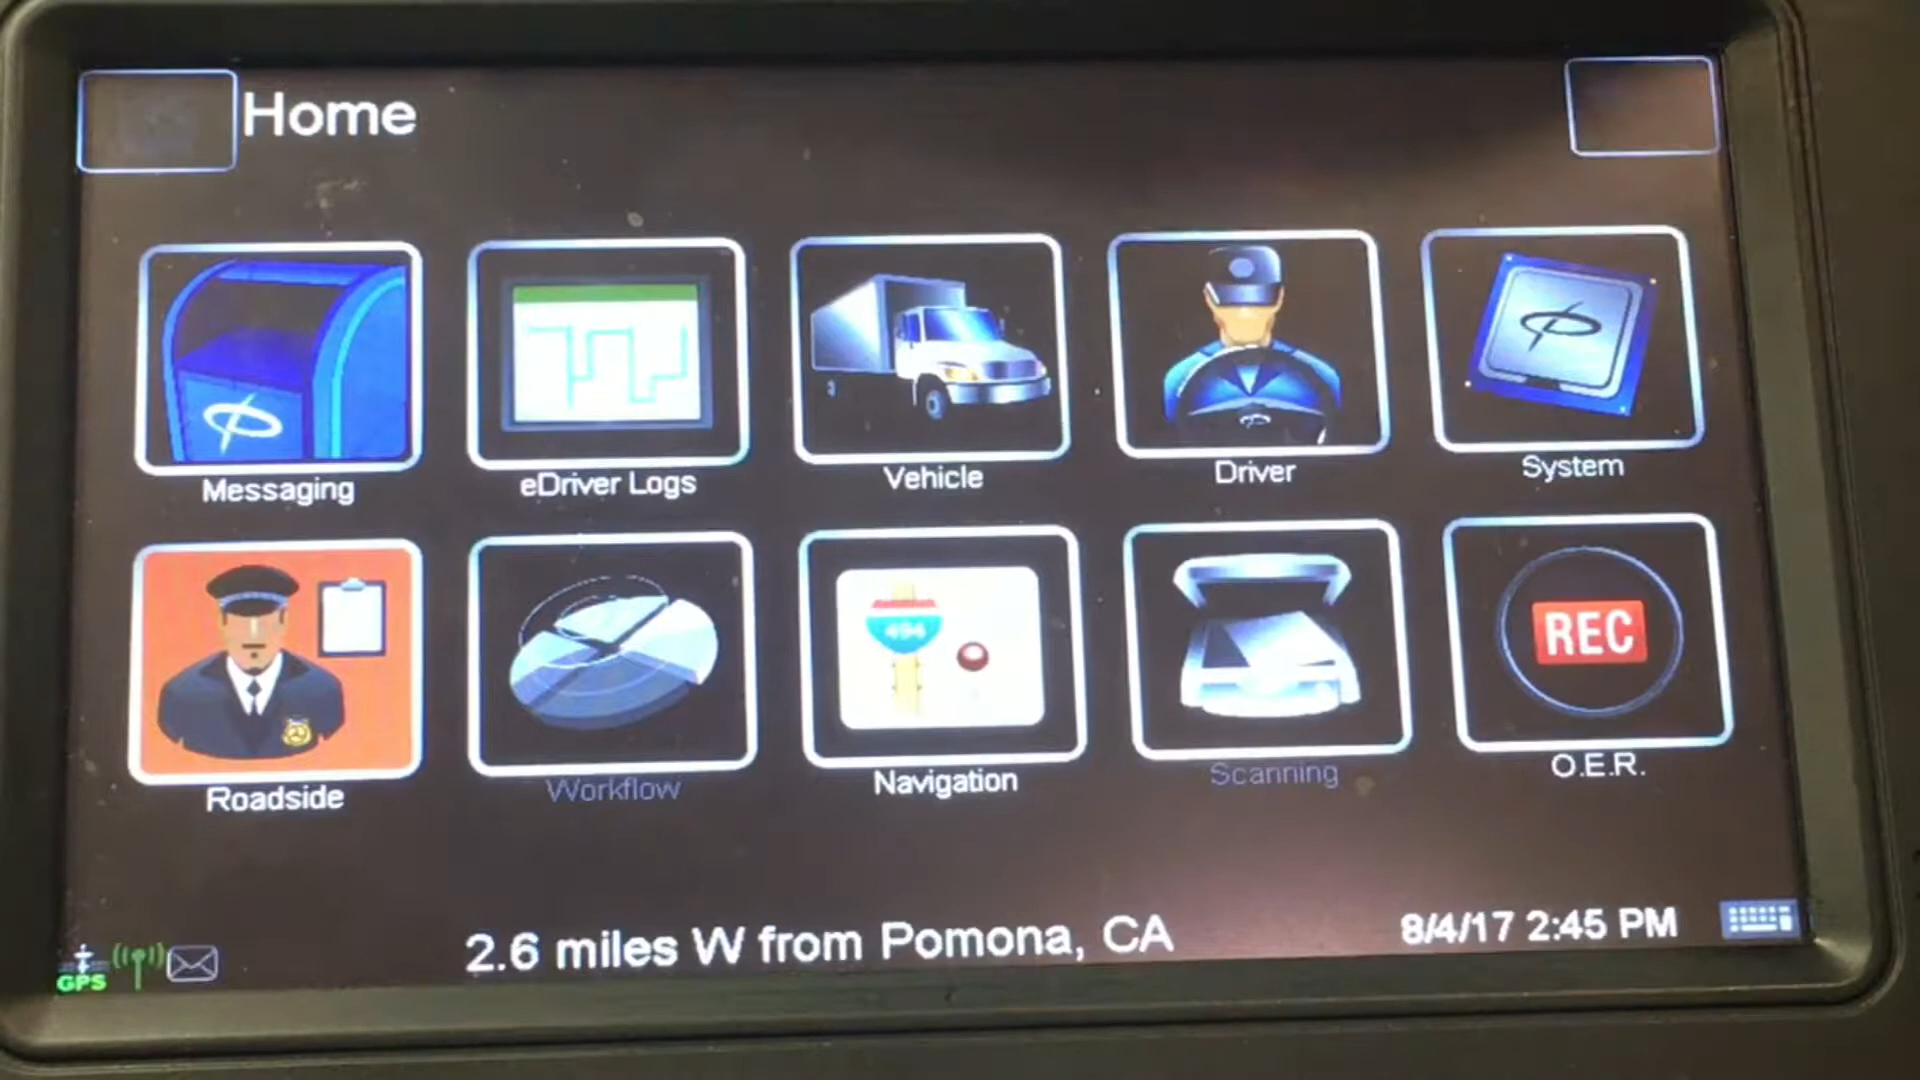 Home
Messaging
eDriver Logs
Vehicle
Driver
System
494
REC
Roadside
Workflow
Navigation
Scanning
O.E.R.
GPS
2.6 miles W from Pomona, CA
8/4/17 2:45 PM